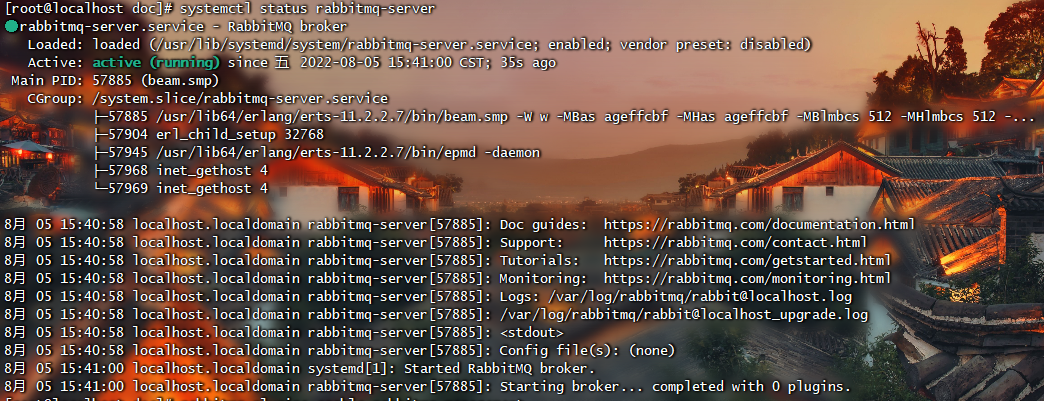 [root@localhost doc]# systemctl status rabbitmq-server
●rabbitmq-server.service - RabbitMQ broker
Loaded: loaded (/usr/lib/systemd/system/rabbitmq-server.service; enabled; vendor preset: disabled)
Active: active (running) since 五 2022-08-05 15:41:00 CST; 35s ago
Main PID: 57885 (beam.smp)
CGroup: /system.slice/rabbitmq-server.service
├─57885 /usr/lib64/erlang/erts-11.2.2.7/bin/beam.smp -W w -MBas ageffcbf -MHas ageffcbf -MBlmbcs 512 -MHlmbcs 512 -...
├─57904 erl_child_setup 32768
├─57945 /usr/lib64/erlang/erts-11.2.2.7/bin/epmd -daemon
├─57968 inet_gethost 4
└─57969 inet_gethost 4
8月 05 15:40:58 localhost.localdomain rabbitmq-server[57885]: Doc guides: https://rabbitmq.com/documentation.html
8月 05 15:40:58 localhost.localdomain rabbitmq-server[57885]: Support: https://rabbitmq.com/contact.html
8月 05 15:40:58 localhost.localdomain rabbitmq-server[57885]: Tutorials: https://rabbitmq.com/getstarted.html
8月 05 15:40:58 localhost.localdomain rabbitmq-server[57885]: Monitoring: https://rabbitmq.com/monitoring.html
8月 05 15:40:58 localhost.localdomain rabbitmq-server[57885]: Logs: /var/log/rabbitmq/rabbit@localhost.log
8月 05 15:40:58 localhost.localdomain rabbitmq-server[57885]: /var/log/rabbitmq/rabbit@localhost_upgrade.log
8月 05 15:40:58 localhost.localdomain rabbitmq-server[57885]: <stdout>
8月 05 15:40:58 localhost.localdomain rabbitmq-server[57885]: Config file(s): (none)
8月 05 15:41:00 localhost.localdomain systemd[1]: Started RabbitMQ broker.
8月 05 15:41:00 localhost.localdomain rabbitmq-server[57885]: Starting broker... completed with 0 plugins.